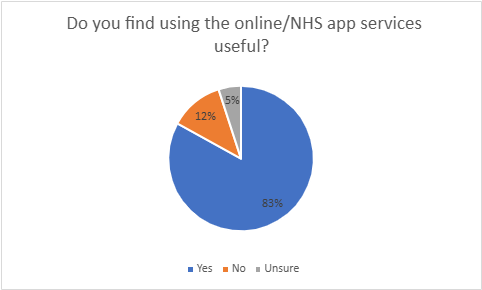 Do you find using the online/NHS app services
useful?
5%
12%
83%
Yes No Unsure